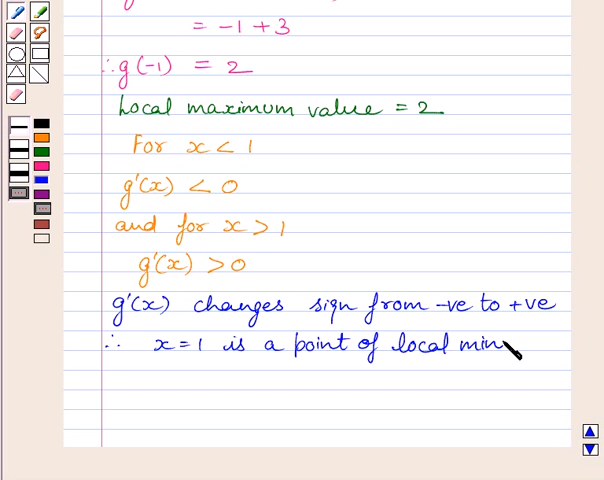 = -1 + 3
∴ g(-1) = 2
Local maximum value = 2
For x < 1
g'(x) < 0
and for x > 1
g'(x) > 0
g'(x) changes sign from -ve to +ve
∴ x = 1 is a point of local min